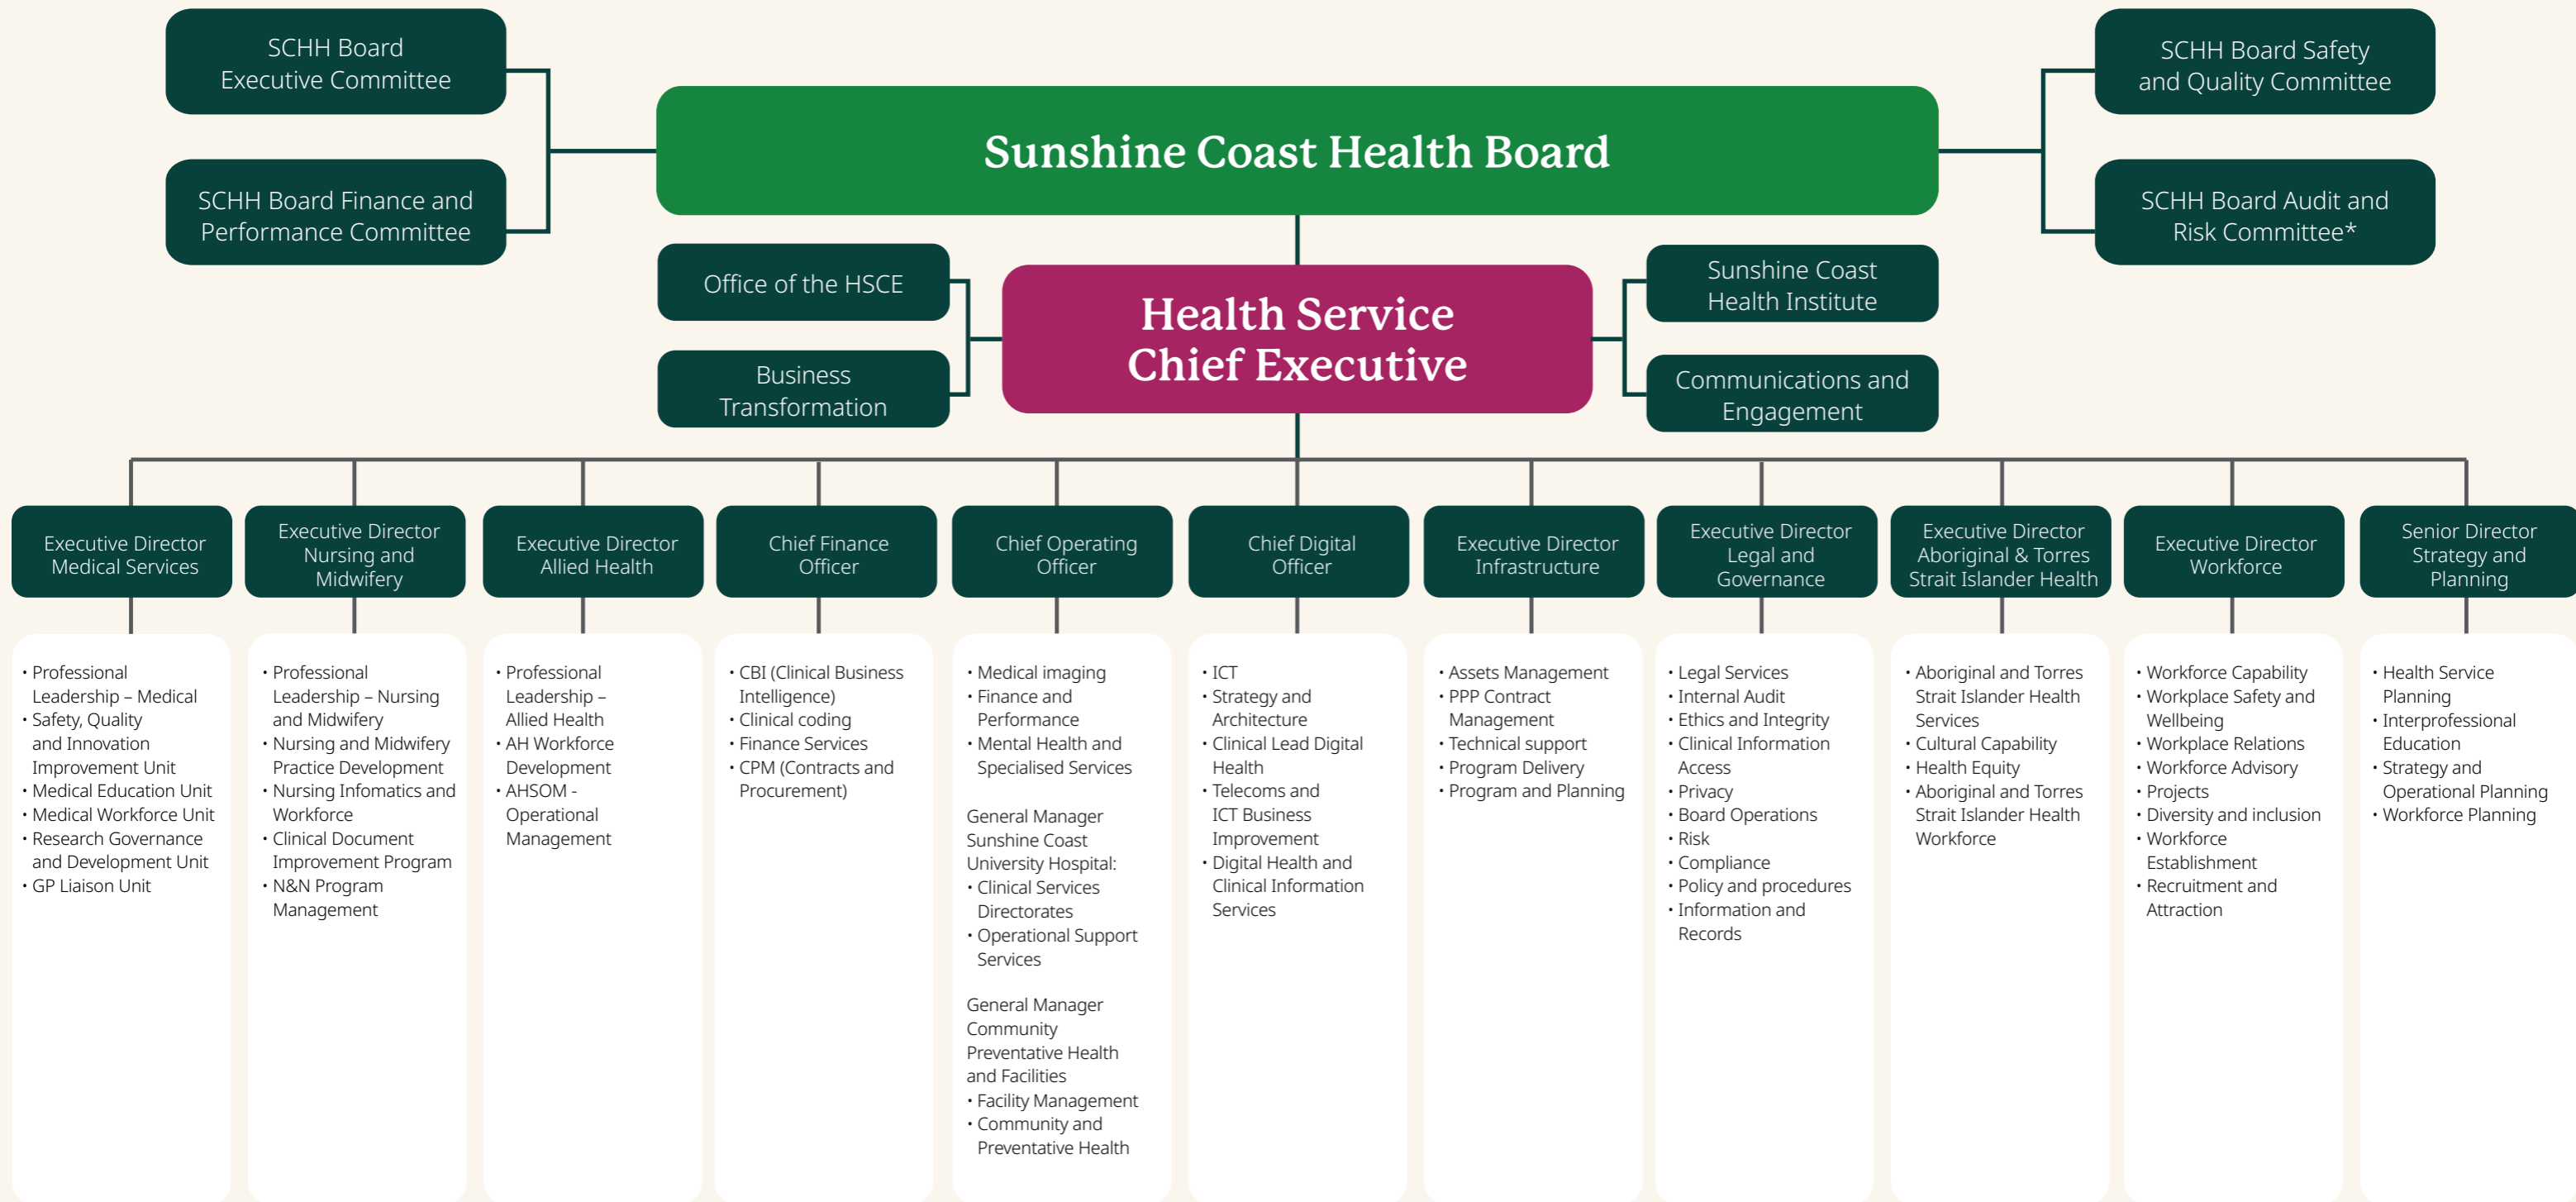 SCHH Board
Executive Committee
SCHH Board Finance and
Performance Committee
Sunshine Coast Health Board
SCHH Board Safety
and Quality Committee
SCHH Board Audit and
Risk Committee*
Office of the HSCE
Business
Transformation
Health Service
Chief Executive
Sunshine Coast
Health Institute
Communications and
Engagement
Executive Director
Medical Services
• Professional
Leadership – Medical
• Safety, Quality
and Innovation
Improvement Unit
• Medical Education Unit
• Medical Workforce Unit
• Research Governance
and Development Unit
• GP Liaison Unit
Executive Director
Nursing and
Midwifery
• Professional
Leadership – Nursing
and Midwifery
• Nursing and Midwifery
Practice Development
• Nursing Infomatics and
Workforce
• Clinical Document
Improvement Program
• N&N Program
Management
Executive Director
Allied Health
• Professional
Leadership –
Allied Health
• AH Workforce
Development
• AHSOM -
Operational
Management
Chief Finance
Officer
• CBI (Clinical Business
Intelligence)
• Clinical coding
• Finance Services
• CPM (Contracts and
Procurement)
Chief Operating
Officer
• Medical imaging
• Finance and
Performance
• Mental Health and
Specialised Services
General Manager
Sunshine Coast
University Hospital:
• Clinical Services
Directorates
• Operational Support
Services
General Manager
Community
Preventative Health
and Facilities
• Facility Management
• Community and
Preventative Health
Chief Digital
Officer
• ICT
• Strategy and
Architecture
• Clinical Lead Digital
Health
• Telecoms and
ICT Business
Improvement
• Digital Health and
Clinical Information
Services
Executive Director
Infrastructure
• Assets Management
• PPP Contract
Management
• Technical support
• Program Delivery
• Program and Planning
Executive Director
Legal and
Governance
• Legal Services
• Internal Audit
• Ethics and Integrity
• Clinical Information
Access
• Privacy
• Board Operations
• Risk
• Compliance
• Policy and procedures
• Information and
Records
Executive Director
Aboriginal & Torres
Strait Islander Health
• Aboriginal and Torres
Strait Islander Health
Services
• Cultural Capability
• Health Equity
• Aboriginal and Torres
Strait Islander Health
Workforce
Executive Director
Workforce
• Workforce Capability
• Workplace Safety and
Wellbeing
• Workplace Relations
• Workforce Advisory
• Projects
• Diversity and inclusion
• Workforce
Establishment
• Recruitment and
Attraction
Senior Director
Strategy and
Planning
• Health Service
Planning
• Interprofessional
Education
• Strategy and
Operational Planning
• Workforce Planning